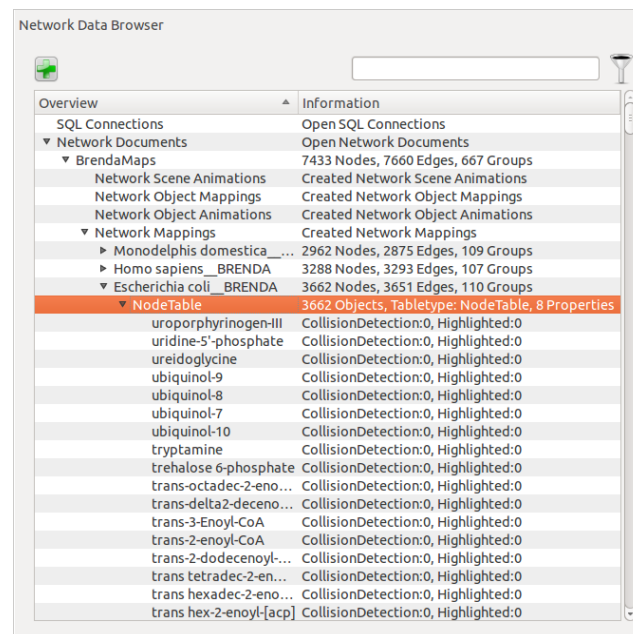 Network Data Browser
Overview Information
SQL Connections Open SQL Connections
Network Documents Open Network Documents
BrendaMaps 7433 Nodes, 7660 Edges, 667 Groups
Network Scene Animations Created Network Scene Animations
Network Object Mappings Created Network Object Mappings
Network Object Animations Created Network Object Animations
Network Mappings Created Network Mappings
Monodelphis domestica__... 2962 Nodes, 2875 Edges, 109 Groups
Homo sapiens__BRENDA 3288 Nodes, 3293 Edges, 107 Groups
Escherichia coli__BRENDA 3662 Nodes, 3651 Edges, 110 Groups
NodeTable 3662 Objects, Tabletype: NodeTable, 8 Properties
uroporphyrinogen-III CollisionDetection:0, Highlighted:0
uridine-5'-phosphate CollisionDetection:0, Highlighted:0
ureidoglycine CollisionDetection:0, Highlighted:0
ubiquinol-9 CollisionDetection:0, Highlighted:0
ubiquinol-8 CollisionDetection:0, Highlighted:0
ubiquinol-7 CollisionDetection:0, Highlighted:0
ubiquinol-10 CollisionDetection:0, Highlighted:0
tryptamine CollisionDetection:0, Highlighted:0
trehalose 6-phosphate CollisionDetection:0, Highlighted:0
trans-octadec-2-eno... CollisionDetection:0, Highlighted:0
trans-delta2-deceno... CollisionDetection:0, Highlighted:0
trans-3-Enoyl-CoA CollisionDetection:0, Highlighted:0
trans-2-enoyl-CoA CollisionDetection:0, Highlighted:0
trans-2-dodecenoyl-... CollisionDetection:0, Highlighted:0
trans tetradec-2-en... CollisionDetection:0, Highlighted:0
trans hexadec-2-eno... CollisionDetection:0, Highlighted:0
trans hex-2-enoyl-[acp] CollisionDetection:0, Highlighted:0